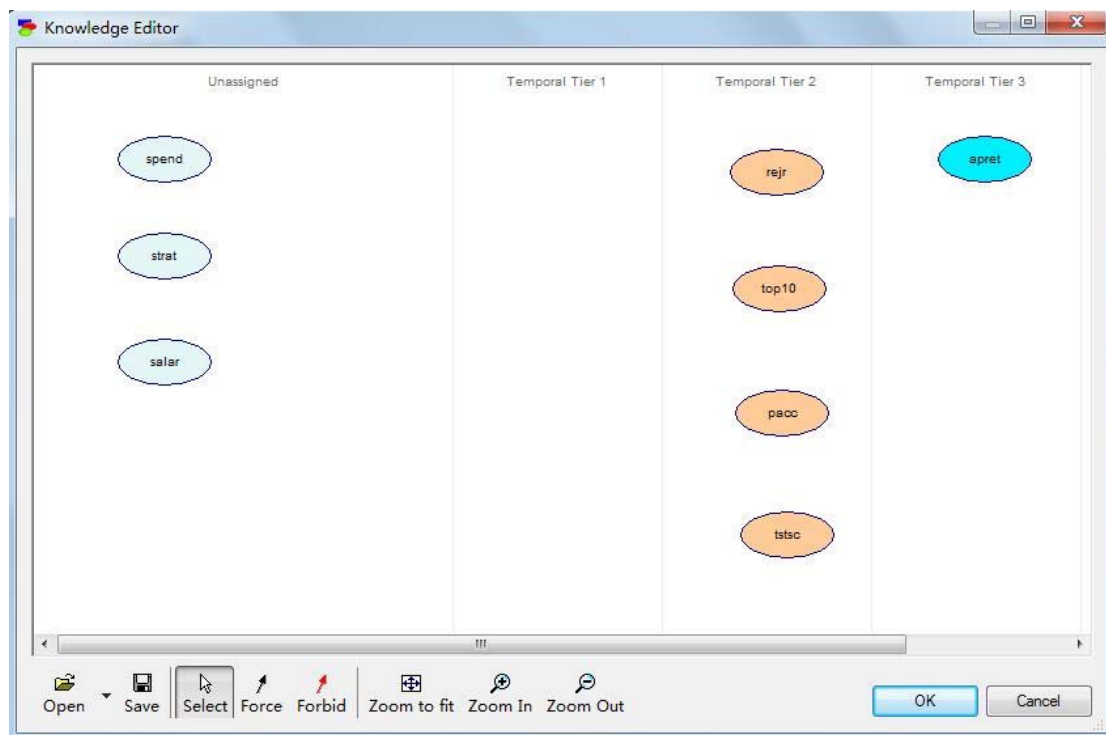 Knowledge Editor
Unassigned Temporal Tier 1 Temporal Tier 2 Temporal Tier 3
spend
rejr
apret
strat
top10
salar
pacc
tstsc
Open Save Select Force Forbid Zoom to fit Zoom In Zoom Out OK Cancel